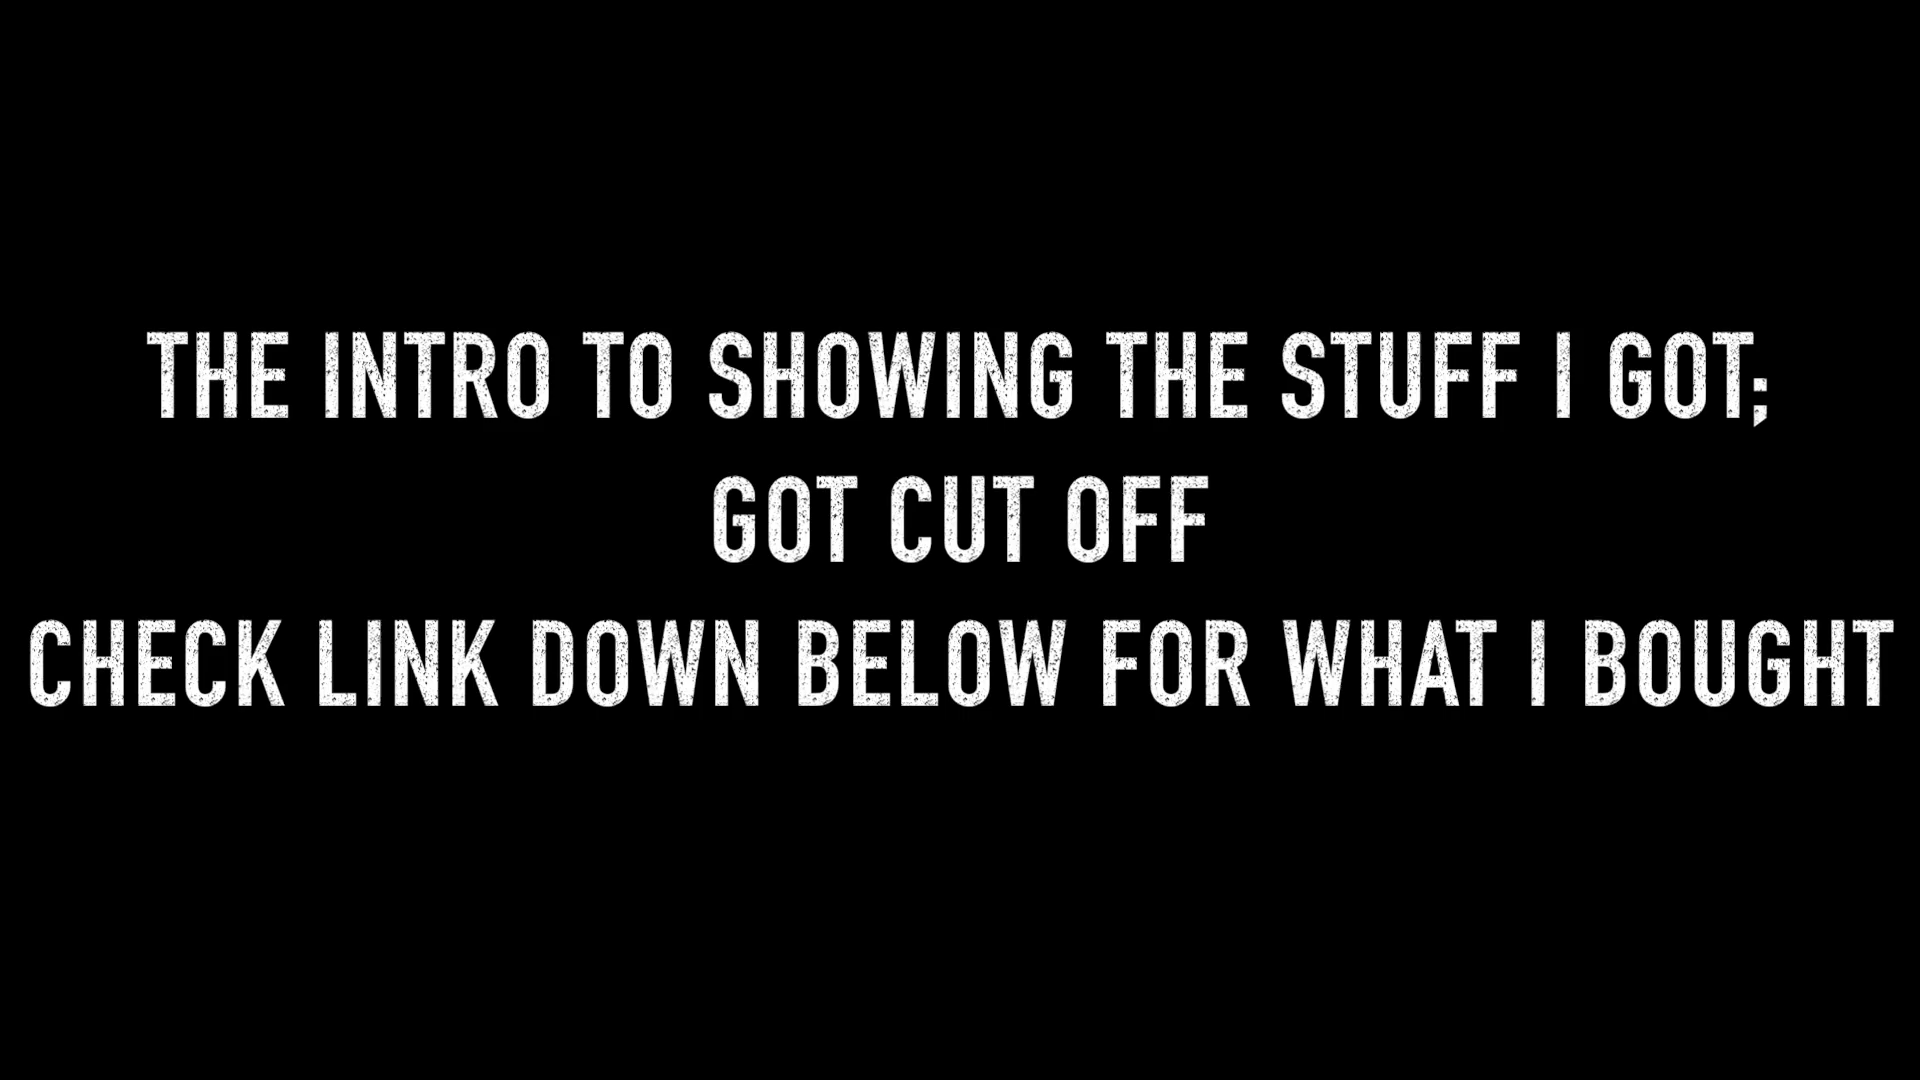 THE INTRO TO SHOWING THE STUFF I GOT;
GOT CUT OFF
CHECK LINK DOWN BELOW FOR WHAT I BOUGHT